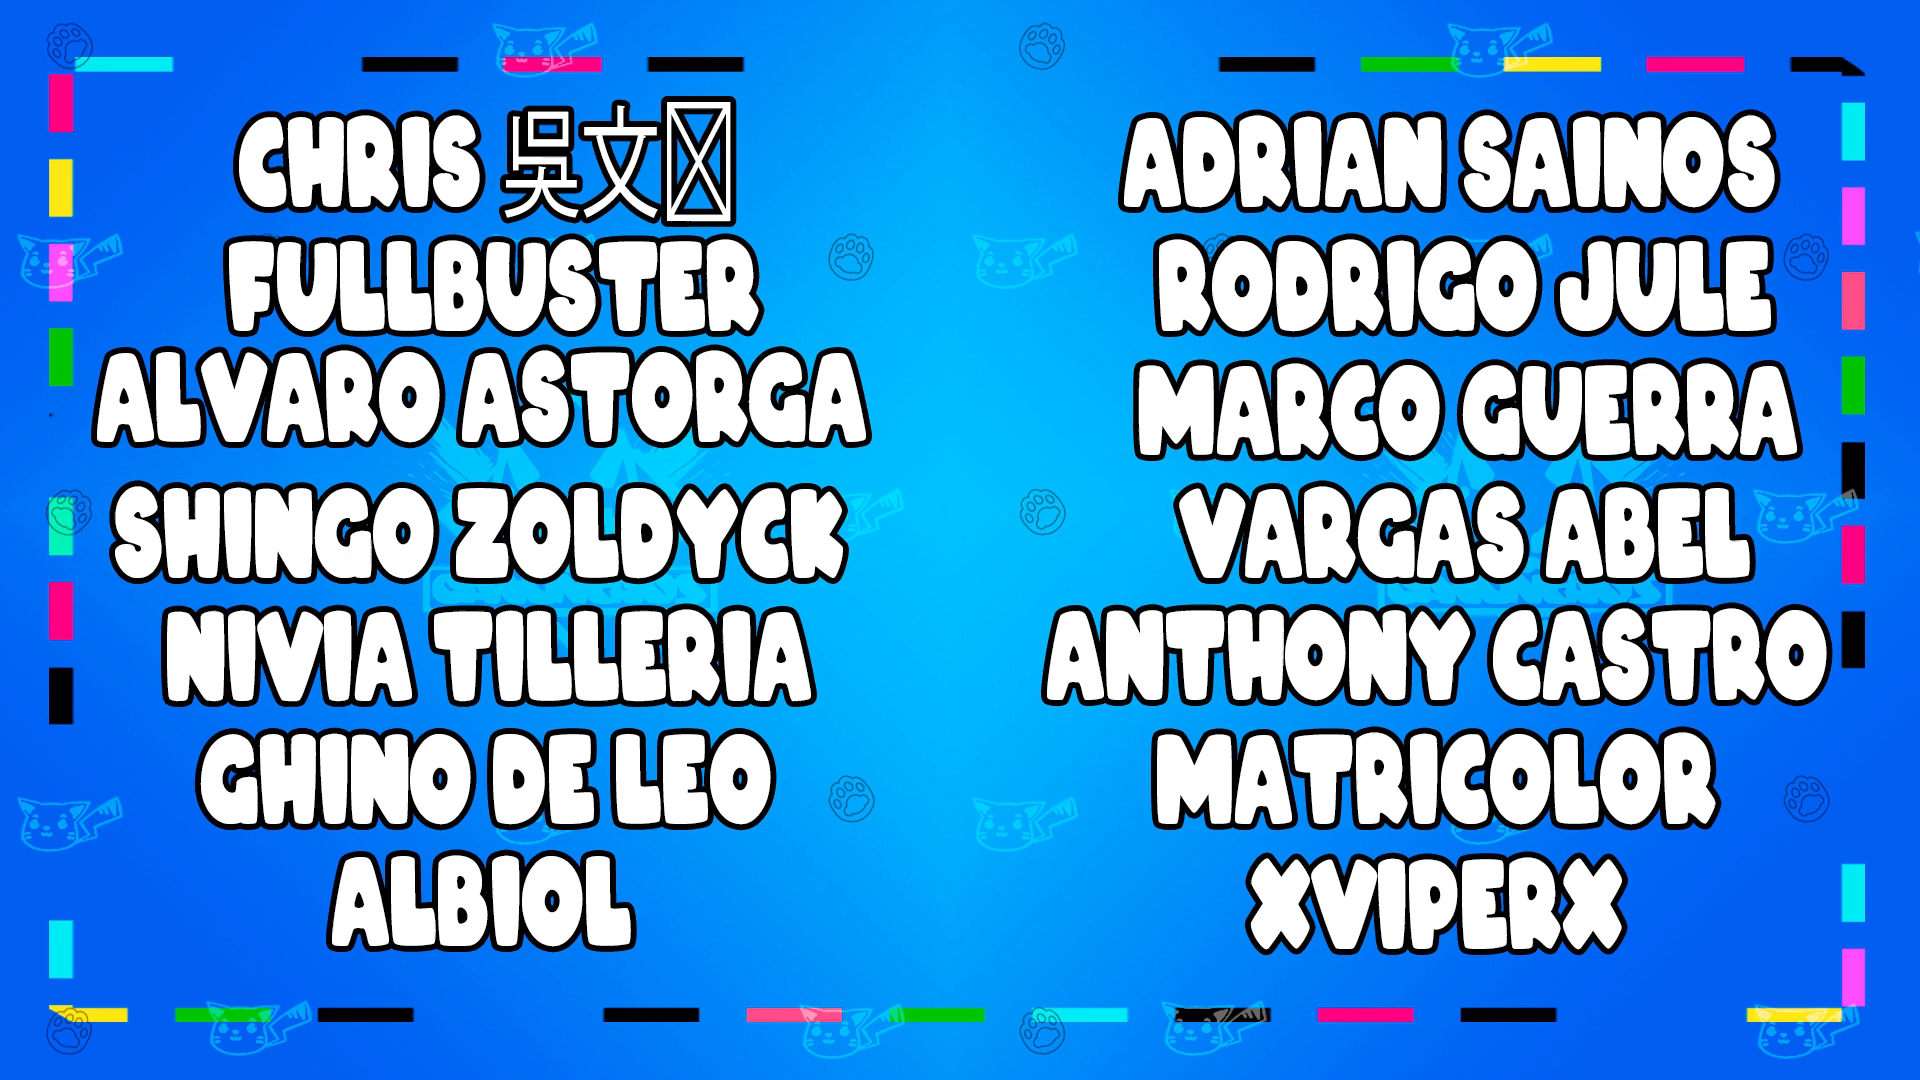 CHRIS 吳文
FULLBUSTER
ALVARO ASTORGA
SHINGO ZOLDYCK
NIVIA TILLERIA
GHINO DE LEO
ALBIOL
ADRIAN SAINOS
RODRIGO JULE
MARCO GUERRA
VARGAS ABEL
ANTHONY CASTRO
MATRICOLOR
XVIPERX